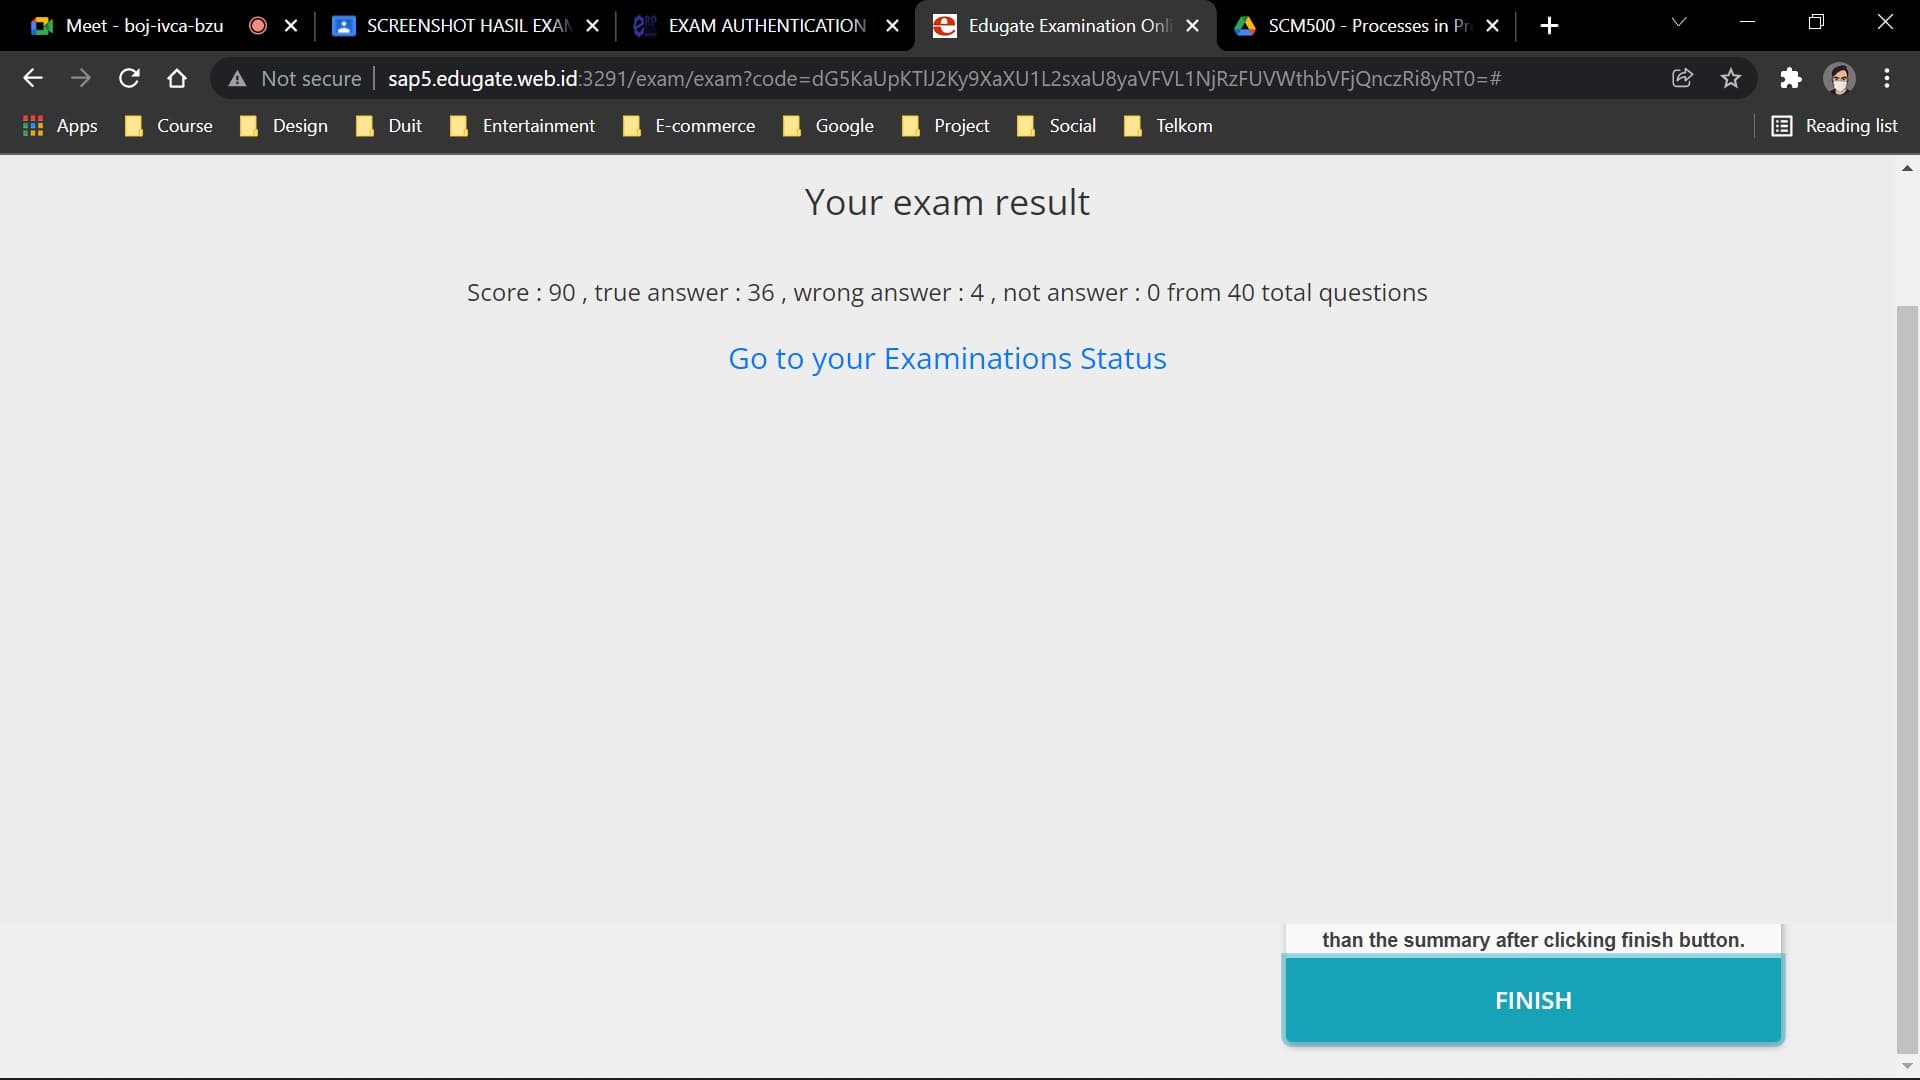 Meet - boj-ivca-bzu
SCREENSHOT HASIL EXAM
EXAM AUTHENTICATION
Edugate Examination Onli
SCM500 - Processes in Pr
Not secure
sap5.edugate.web.id:3291/exam/exam?code=dG5KaUpKTlJ2Ky9XaXU1L2sxaU8yaVFVL1NjRzFUVWthbVFjQnczRi8yRT0=#
Apps
Course
Design
Duit
Entertainment
E-commerce
Google
Project
Social
Telkom
Reading list
Your exam result
Score : 90 , true answer : 36 , wrong answer : 4 , not answer : 0 from 40 total questions
Go to your Examinations Status
than the summary after clicking finish button.
FINISH